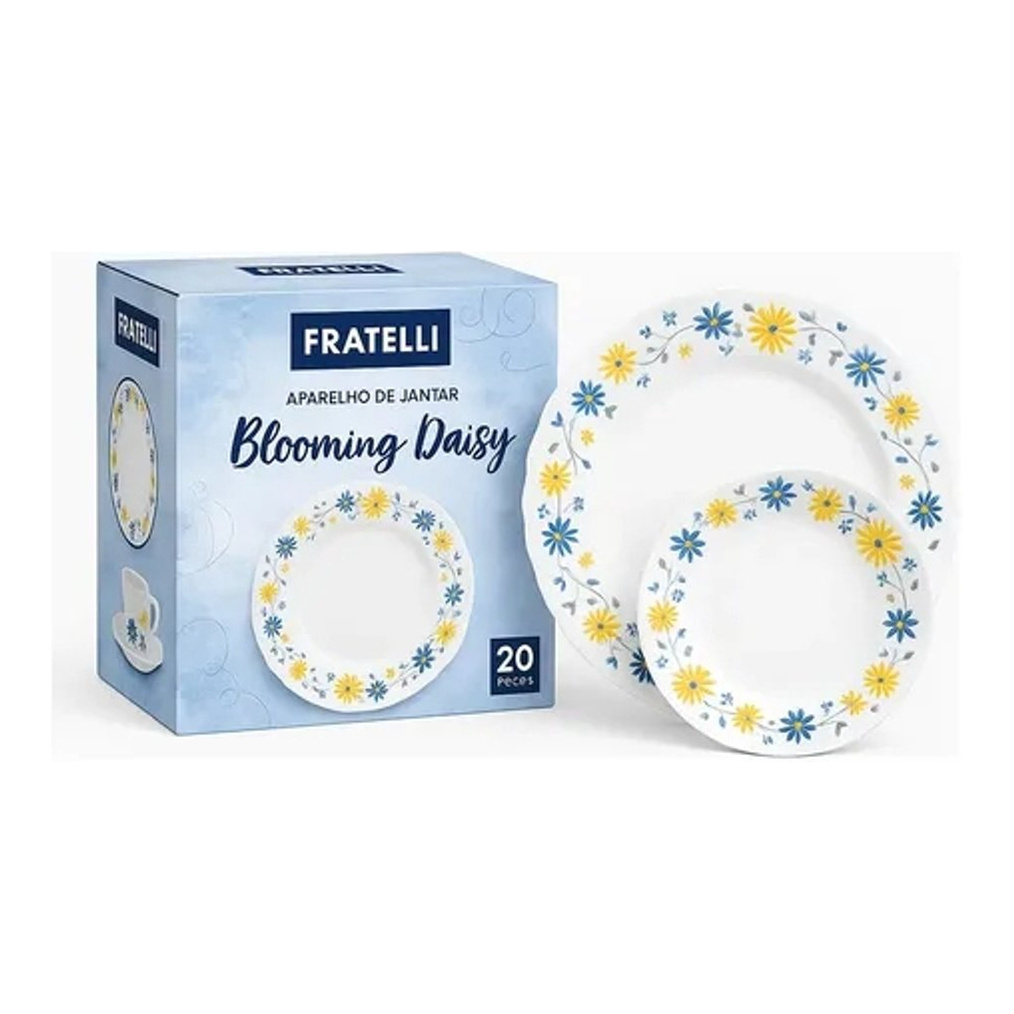 FRATELLI
FRATELLI
FRATELLI
APARELHO DE JANTAR
Blooming Daisy
20
Peces